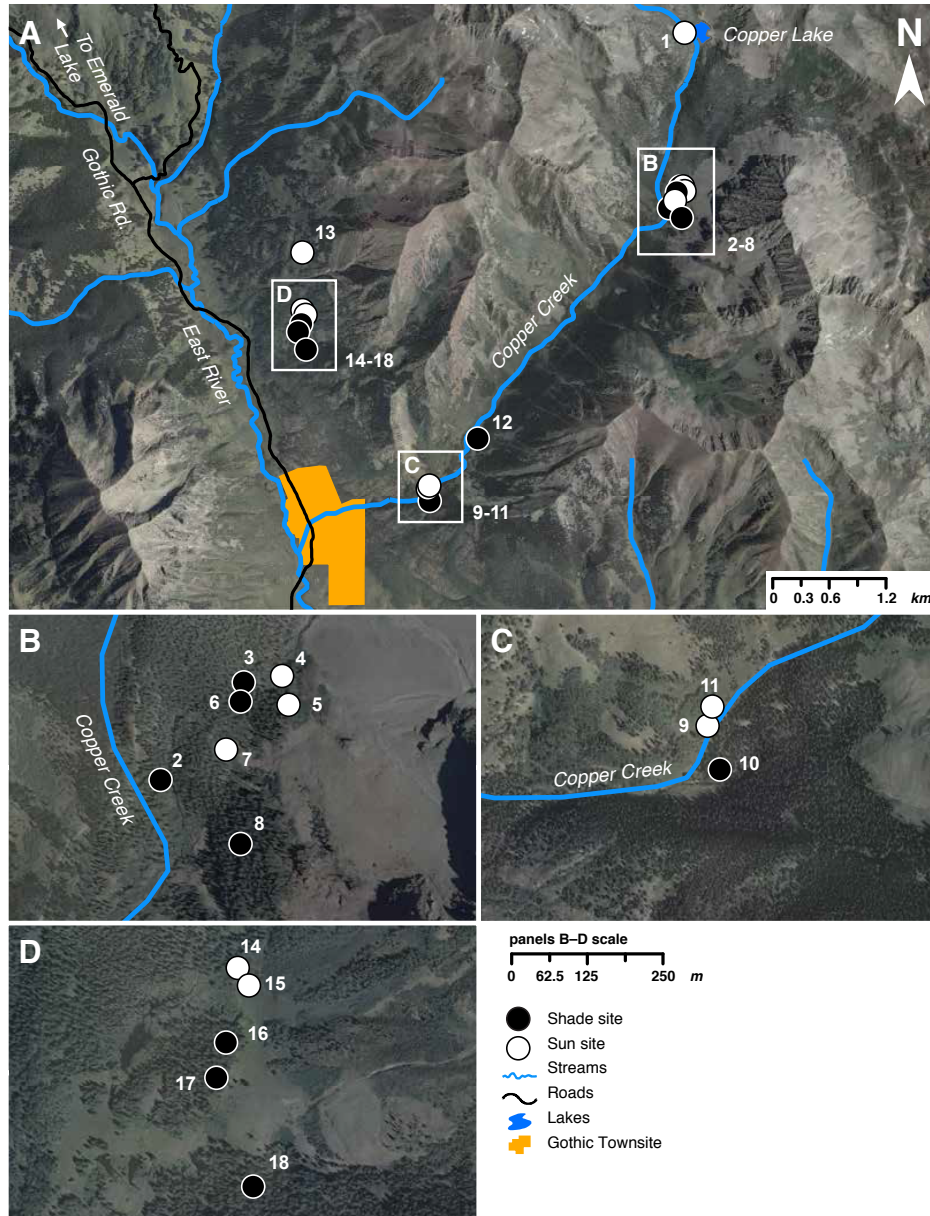 A
To Emerald
Lake
Gothic Rd.
East River
1
Copper Lake
N
B
2-8
13
D
14-18
Copper Creek
12
C
9-11
0 0.3 0.6 1.2 km
B
3
4
6
5
7
2
8
Copper Creek
C
11
9
10
Copper Creek
D
14
15
16
17
18
panels B–D scale
0 62.5 125 250 m
Shade site
Sun site
Streams
Roads
Lakes
Gothic Townsite